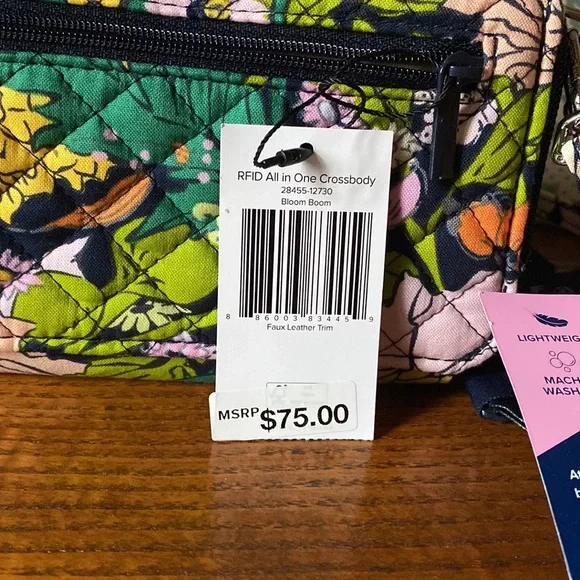 RFID All in One Crossbody
28455-12730
Bloom Boom
8 86003 83445 9
Faux Leather Trim
MSRP $75.00
LIGHTWEIG
MACH
WASH